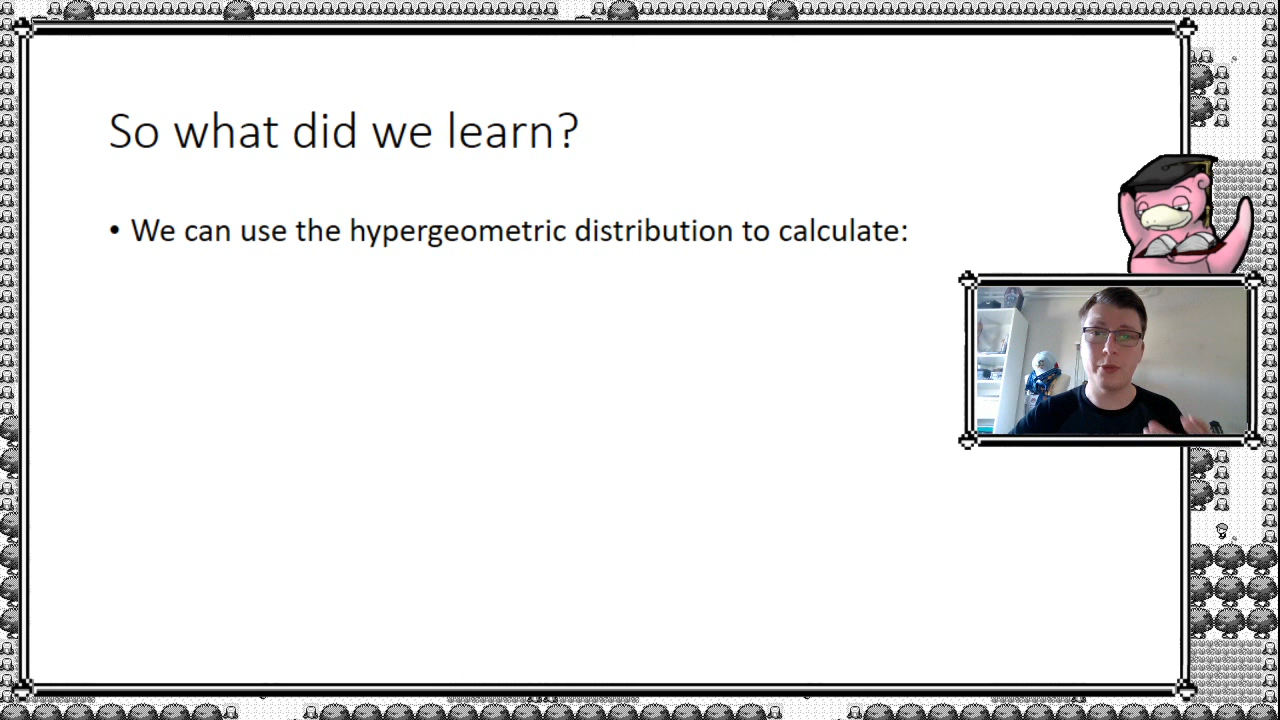 So what did we learn?
• We can use the hypergeometric distribution to calculate: